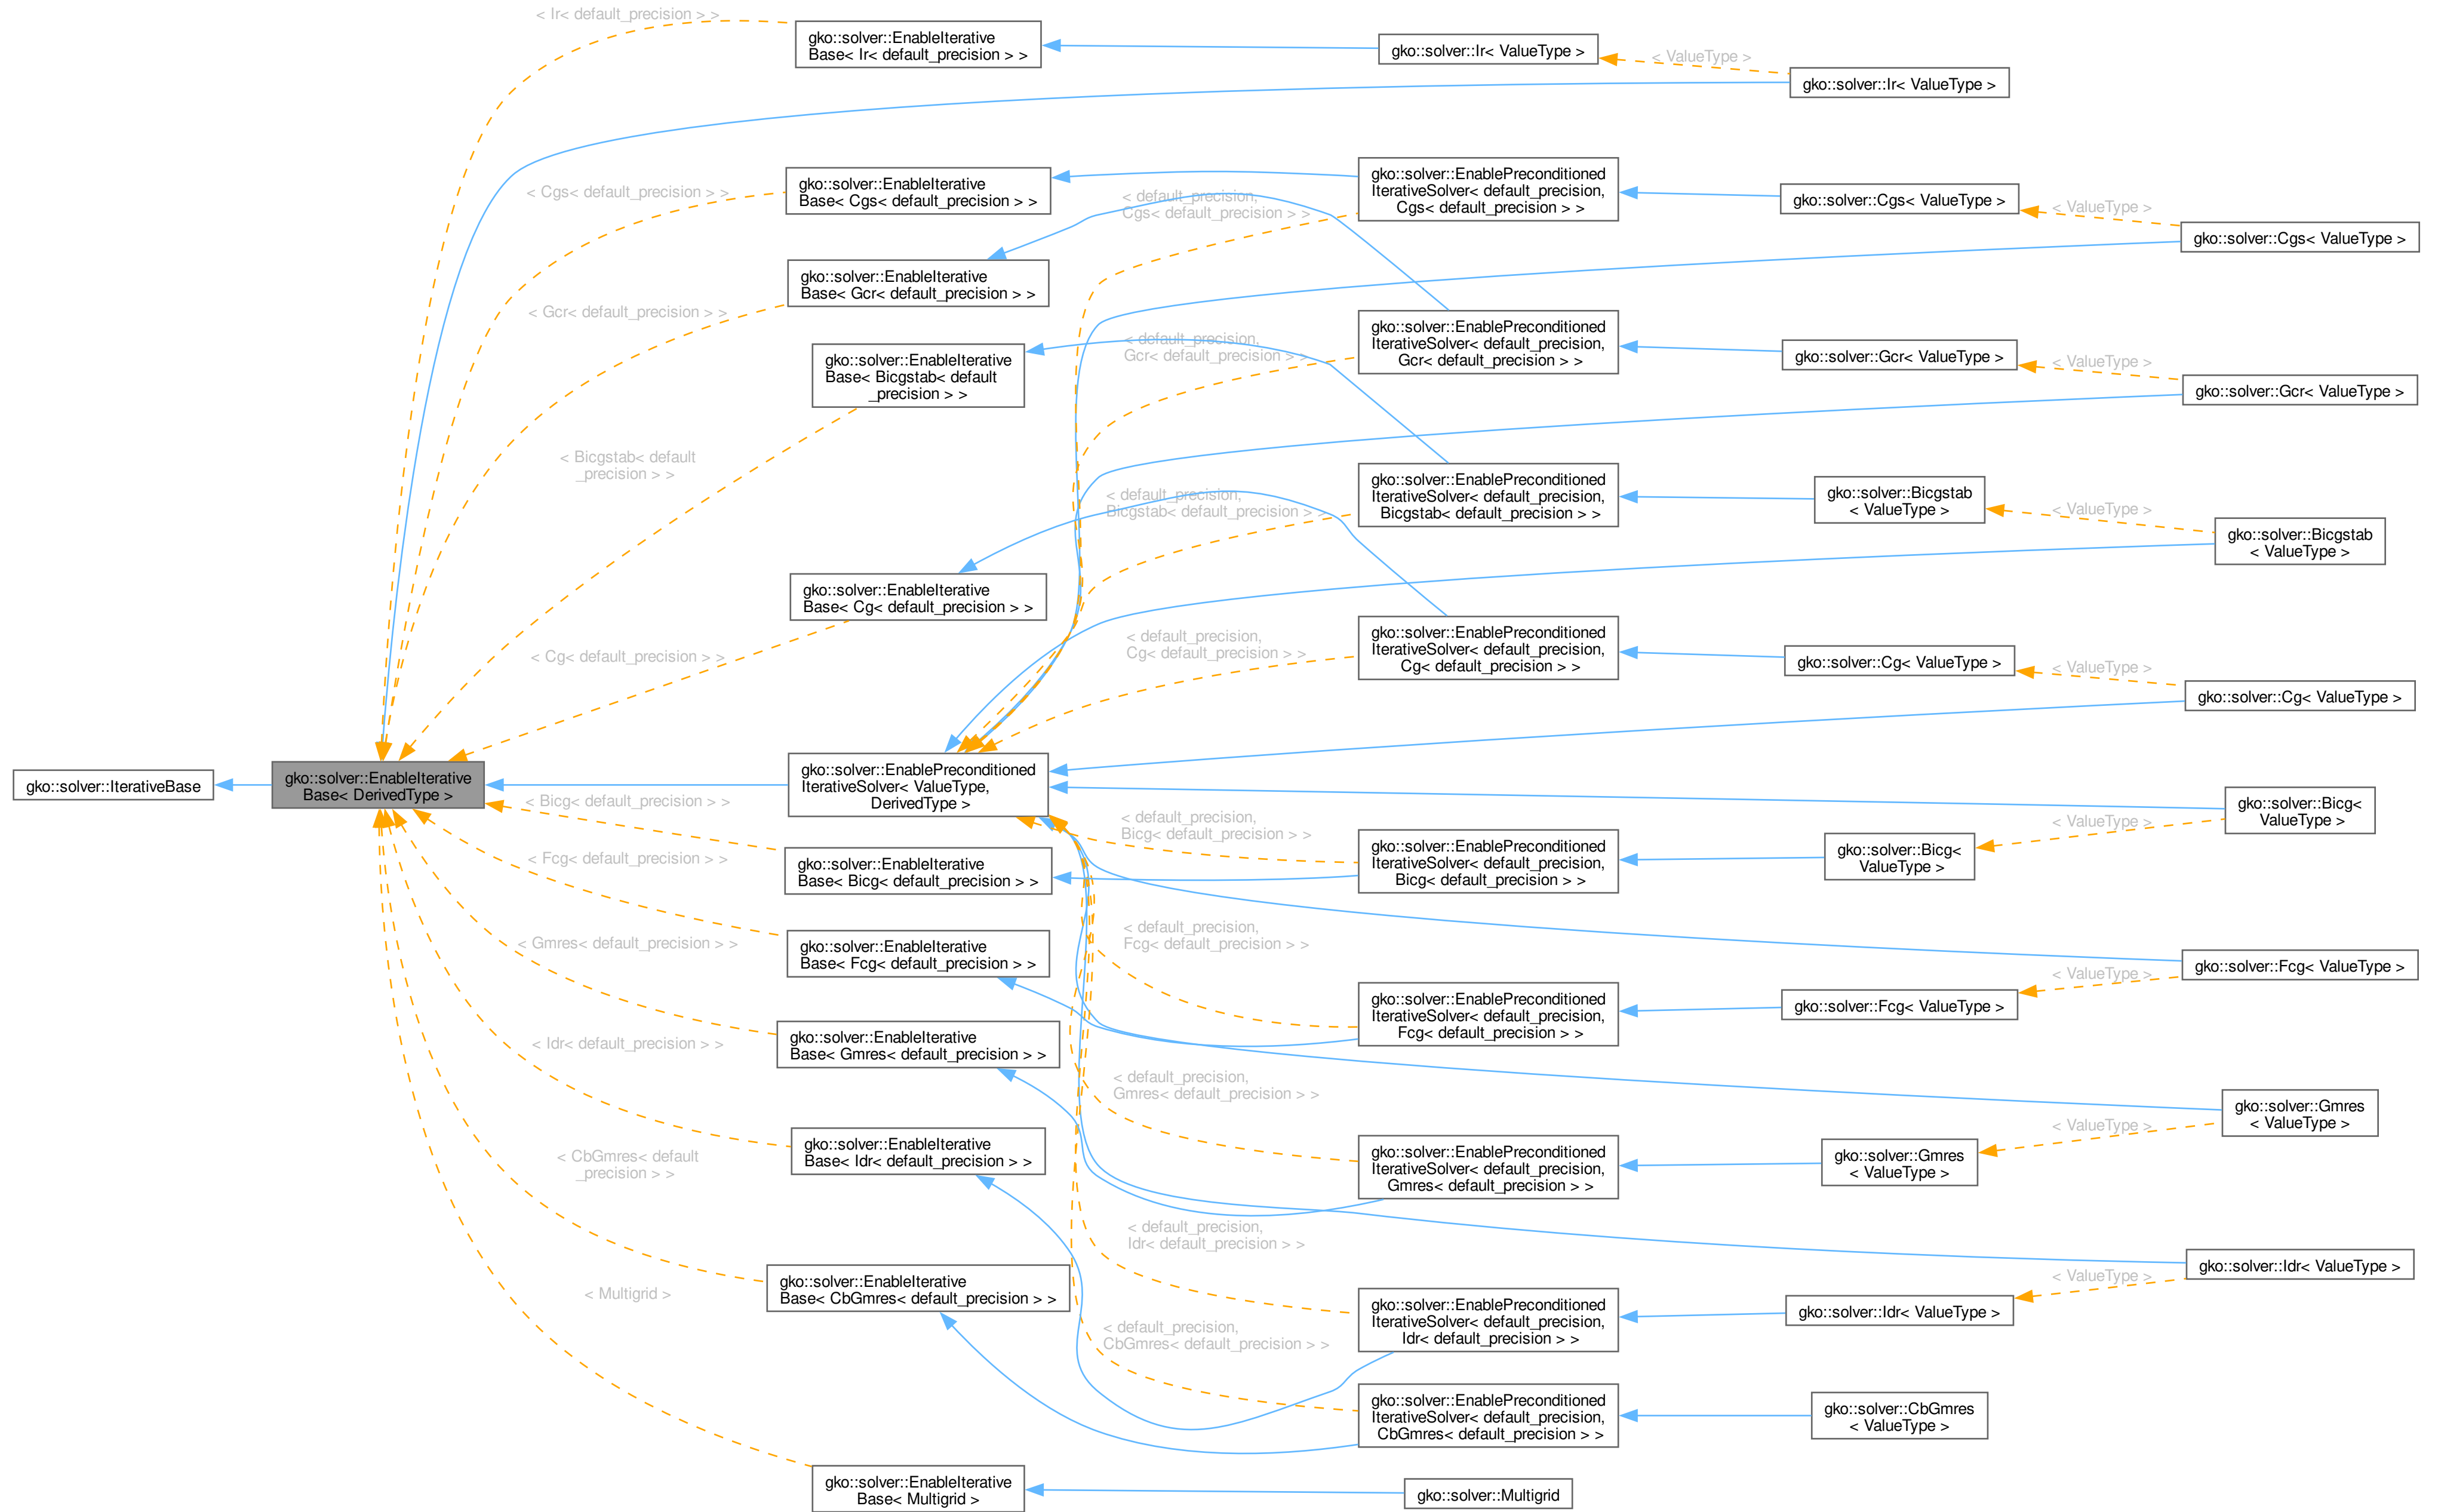 gko::solver::IterativeBase
gko::solver::EnableIterative
Base< DerivedType >
< Ir< default_precision > >
< Cgs< default_precision > >
< Gcr< default_precision > >
< Bicgstab< default
_precision > >
< Cg< default_precision > >
< Bicg< default_precision > >
< Fcg< default_precision > >
< Gmres< default_precision > >
< Idr< default_precision > >
< CbGmres< default
_precision > >
< Multigrid >
gko::solver::EnableIterative
Base< Ir< default_precision > >
gko::solver::EnableIterative
Base< Cgs< default_precision > >
gko::solver::EnableIterative
Base< Gcr< default_precision > >
gko::solver::EnableIterative
Base< Bicgstab< default
_precision > >
gko::solver::EnableIterative
Base< Cg< default_precision > >
gko::solver::EnablePreconditioned
IterativeSolver< ValueType,
DerivedType >
gko::solver::EnableIterative
Base< Bicg< default_precision > >
gko::solver::EnableIterative
Base< Fcg< default_precision > >
gko::solver::EnableIterative
Base< Gmres< default_precision > >
gko::solver::EnableIterative
Base< Idr< default_precision > >
gko::solver::EnableIterative
Base< CbGmres< default_precision > >
gko::solver::EnableIterative
Base< Multigrid >
< default_precision,
Cgs< default_precision > >
< default_precision,
Gcr< default_precision > >
< default_precision,
Bicgstab< default_precision > >
< default_precision,
Cg< default_precision > >
< default_precision,
Bicg< default_precision > >
< default_precision,
Fcg< default_precision > >
< default_precision,
Gmres< default_precision > >
< default_precision,
Idr< default_precision > >
< default_precision,
CbGmres< default_precision > >
gko::solver::Ir< ValueType >
gko::solver::EnablePreconditioned
IterativeSolver< default_precision,
Cgs< default_precision > >
gko::solver::EnablePreconditioned
IterativeSolver< default_precision,
Gcr< default_precision > >
gko::solver::EnablePreconditioned
IterativeSolver< default_precision,
Bicgstab< default_precision > >
gko::solver::EnablePreconditioned
IterativeSolver< default_precision,
Cg< default_precision > >
gko::solver::EnablePreconditioned
IterativeSolver< default_precision,
Bicg< default_precision > >
gko::solver::EnablePreconditioned
IterativeSolver< default_precision,
Fcg< default_precision > >
gko::solver::EnablePreconditioned
IterativeSolver< default_precision,
Gmres< default_precision > >
gko::solver::EnablePreconditioned
IterativeSolver< default_precision,
Idr< default_precision > >
gko::solver::EnablePreconditioned
IterativeSolver< default_precision,
CbGmres< default_precision > >
gko::solver::Multigrid
< ValueType >
gko::solver::Ir< ValueType >
gko::solver::Cgs< ValueType >
gko::solver::Gcr< ValueType >
gko::solver::Bicgstab
< ValueType >
gko::solver::Cg< ValueType >
gko::solver::Bicg<
ValueType >
gko::solver::Fcg< ValueType >
gko::solver::Gmres
< ValueType >
gko::solver::Idr< ValueType >
gko::solver::CbGmres
< ValueType >
< ValueType >
< ValueType >
< ValueType >
< ValueType >
< ValueType >
< ValueType >
< ValueType >
< ValueType >
gko::solver::Cgs< ValueType >
gko::solver::Gcr< ValueType >
gko::solver::Bicgstab
< ValueType >
gko::solver::Cg< ValueType >
gko::solver::Bicg<
ValueType >
gko::solver::Fcg< ValueType >
gko::solver::Gmres
< ValueType >
gko::solver::Idr< ValueType >